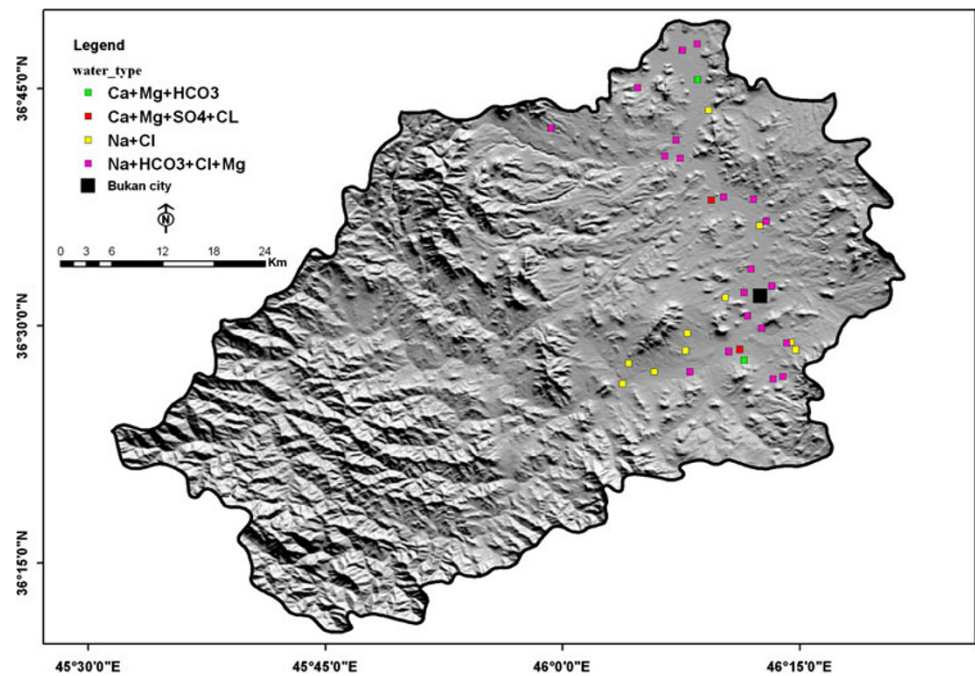 Legend
water_type
Ca+Mg+HCO3
Ca+Mg+SO4+CL
Na+Cl
Na+HCO3+Cl+Mg
Bukan city
N
0 3 6 12 18 24
Km
36°45'0"N
36°30'0"N
36°15'0"N
45°30'0"E 45°45'0"E 46°0'0"E 46°15'0"E